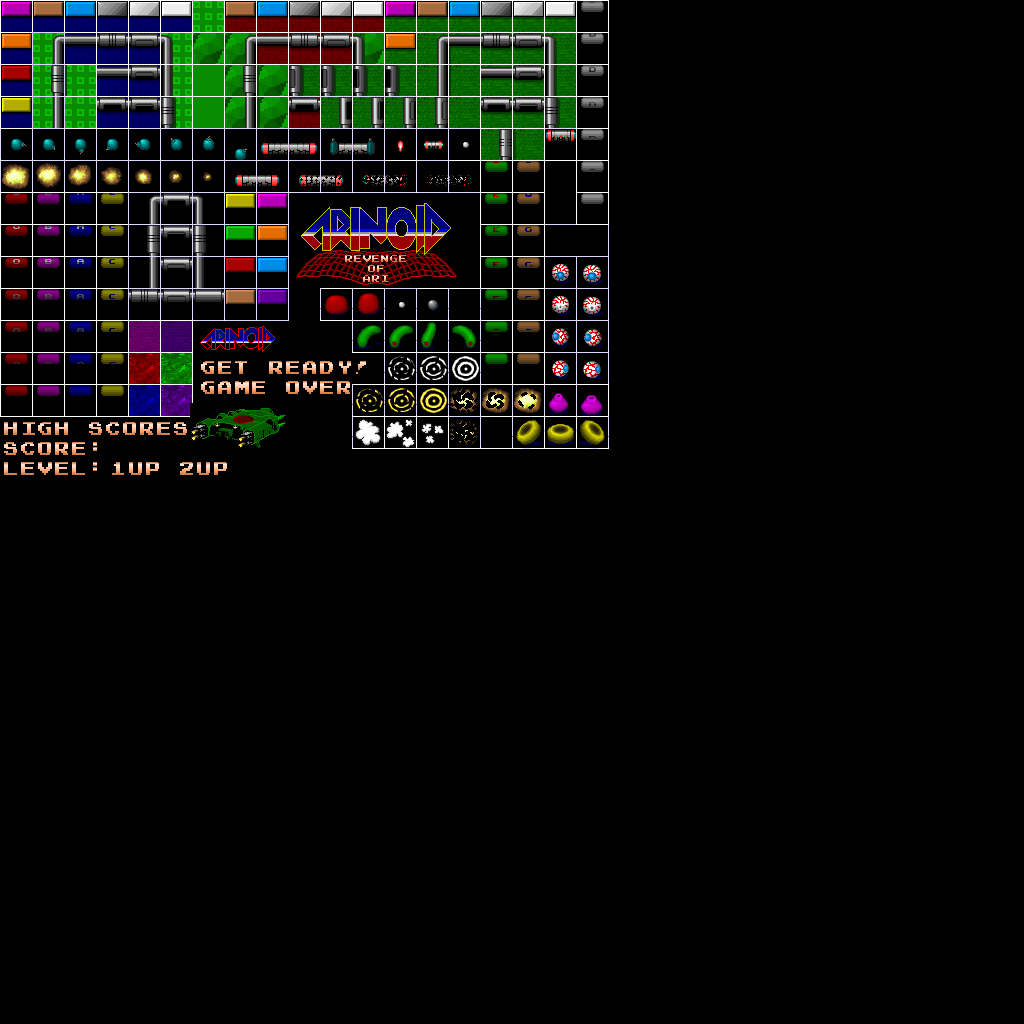 ARINOID
REVENGE
OF
ARI
ARINOID
GET READY!
GAME OVER
HIGH SCORES
SCORE:
LEVEL: 1UP 2UP